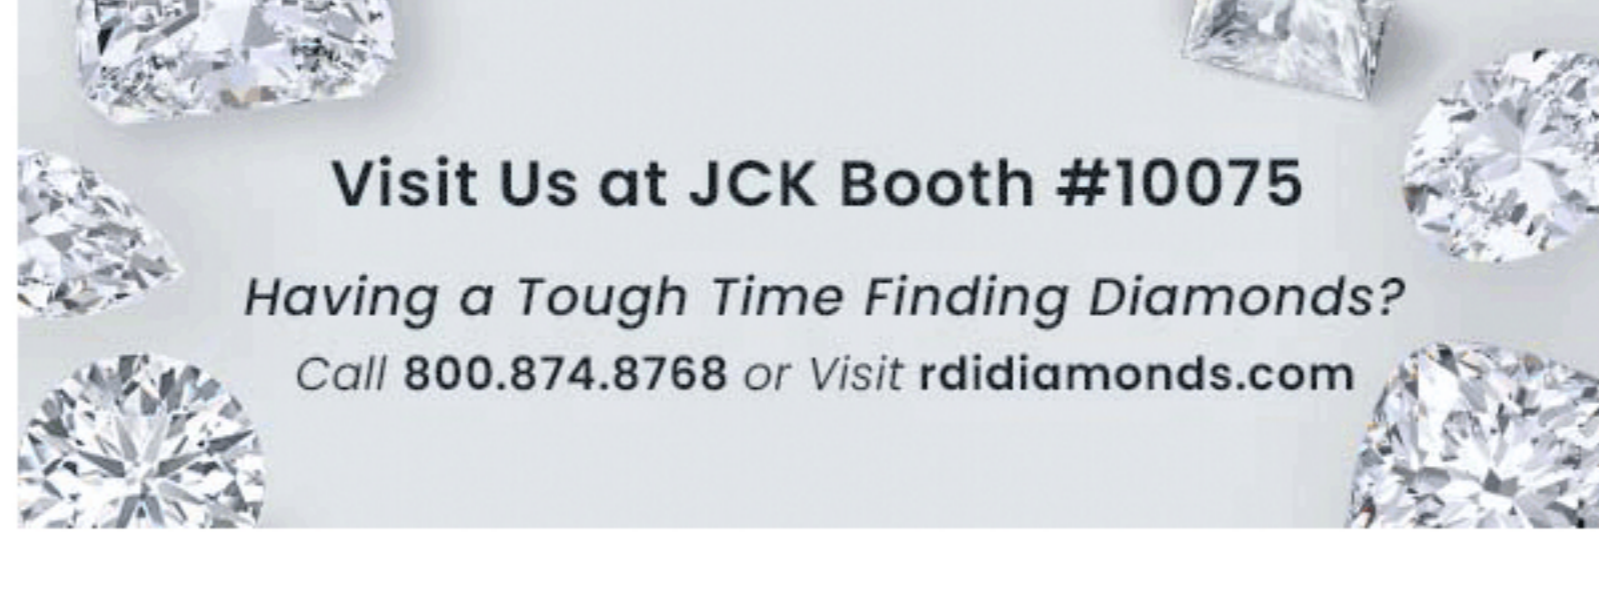 Visit Us at JCK Booth #10075
Having a Tough Time Finding Diamonds?
Call 800.874.8768 or Visit rdidiamonds.com